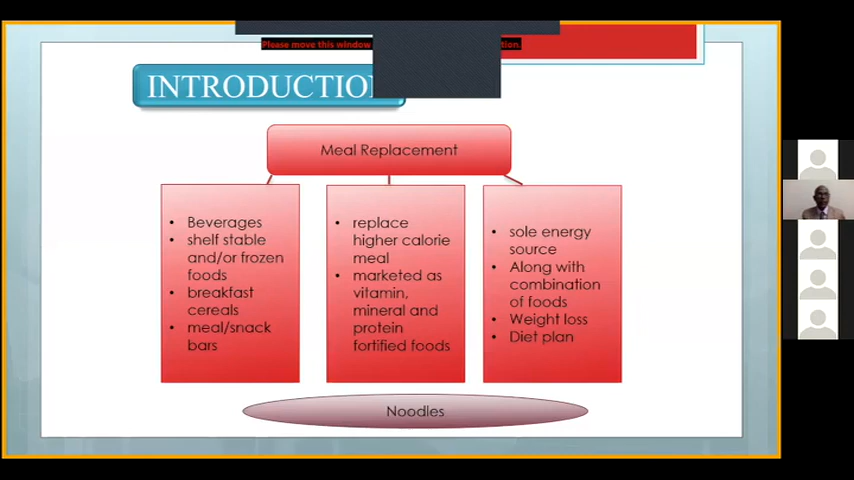 Please move this window
tion.
INTRODUCTIO
Meal Replacement
• Beverages
• shelf stable
and/or frozen
foods
• breakfast
cereals
• meal/snack
bars
• replace
higher calorie
meal
• marketed as
vitamin,
mineral and
protein
fortified foods
• sole energy
source
• Along with
combination
of foods
• Weight loss
• Diet plan
Noodles